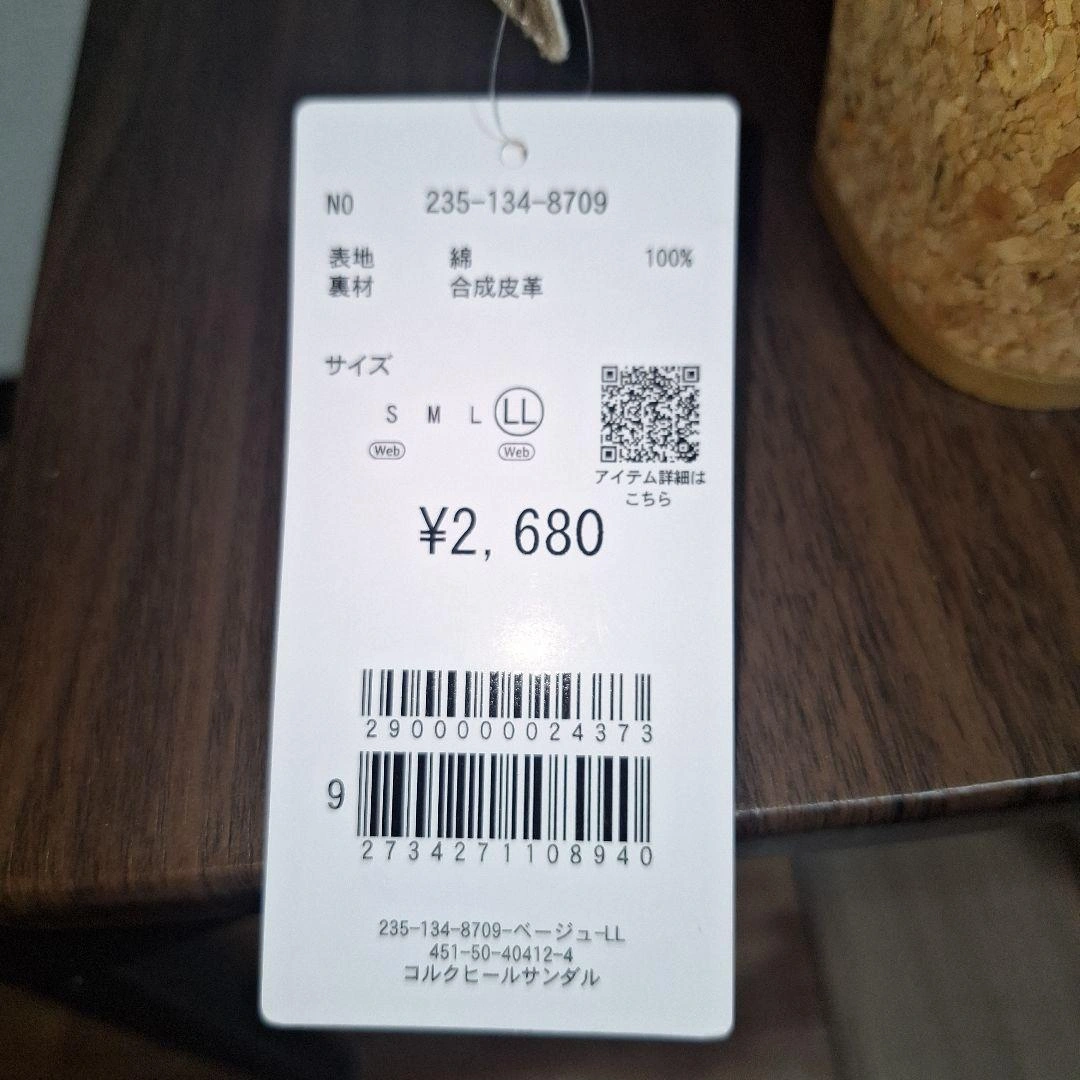 NO 235-134-8709
表地 綿 100%
裏材 合成皮革
サイズ
S M L LL
Web Web
アイテム詳細は
こちら
¥2,680
2900000024373
9
2734271108940
235-134-8709-ベージュ-LL
451-50-40412-4
コルクヒールサンダル